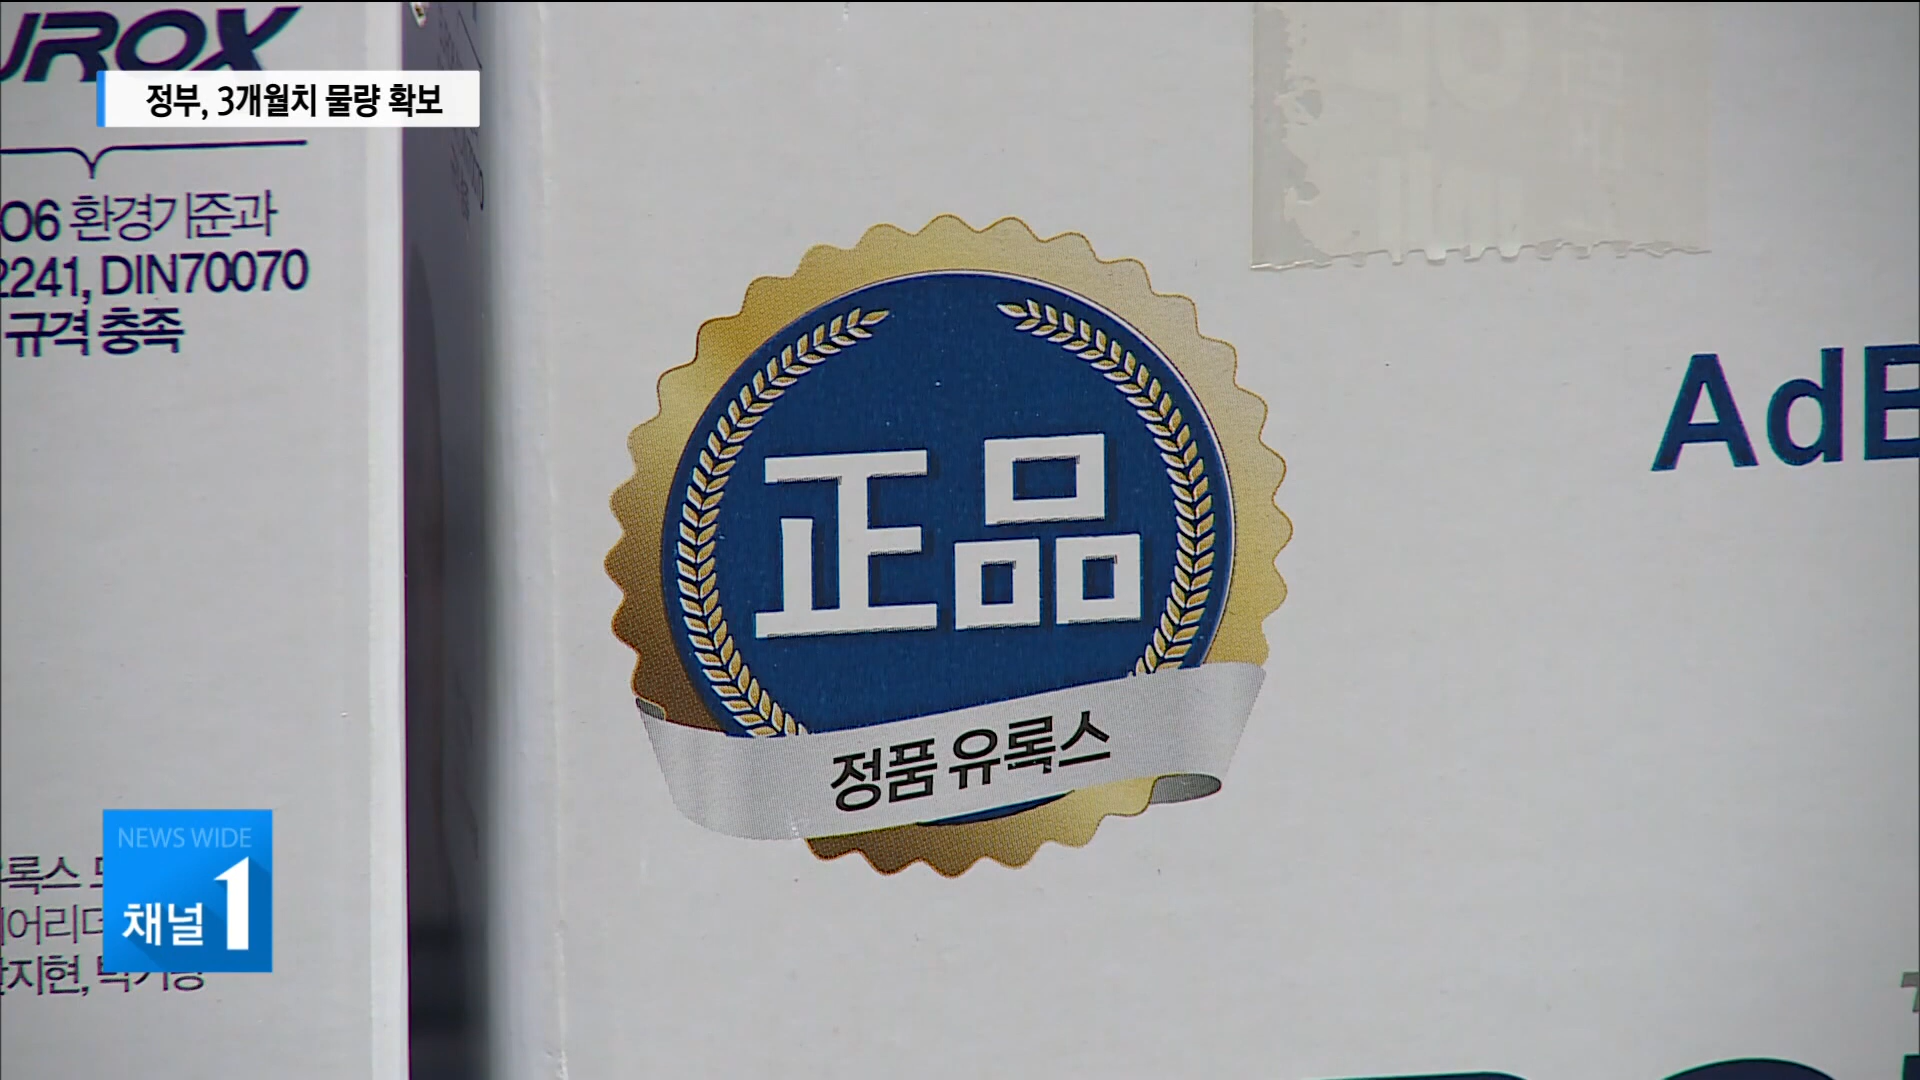 UROX
정부, 3개월치 물량 확보
O6 환경기준과
2241, DIN70070
규격 충족
正品
정품 유록스
AdB
NEWS WIDE
채널 1